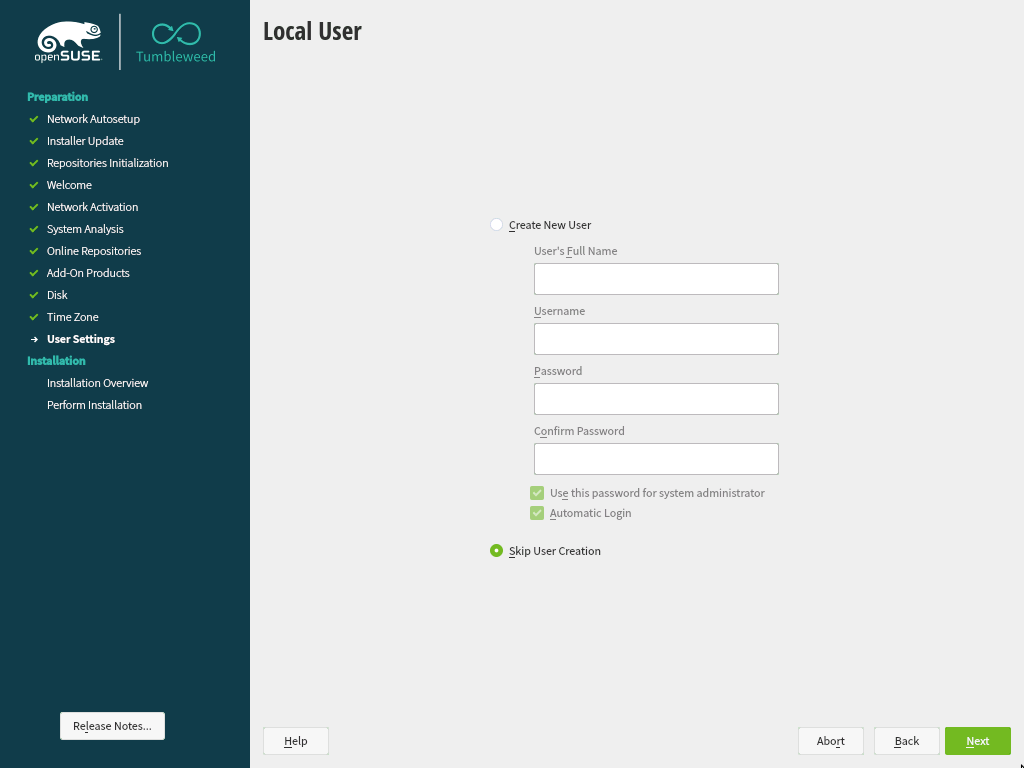 openSUSE
Tumbleweed
Preparation
Network Autosetup
Installer Update
Repositories Initialization
Welcome
Network Activation
System Analysis
Online Repositories
Add-On Products
Disk
Time Zone
User Settings
Installation
Installation Overview
Perform Installation
Release Notes...
Local User
Create New User
User's Full Name
Username
Password
Confirm Password
Use this password for system administrator
Automatic Login
Skip User Creation
Help
Abort
Back
Next